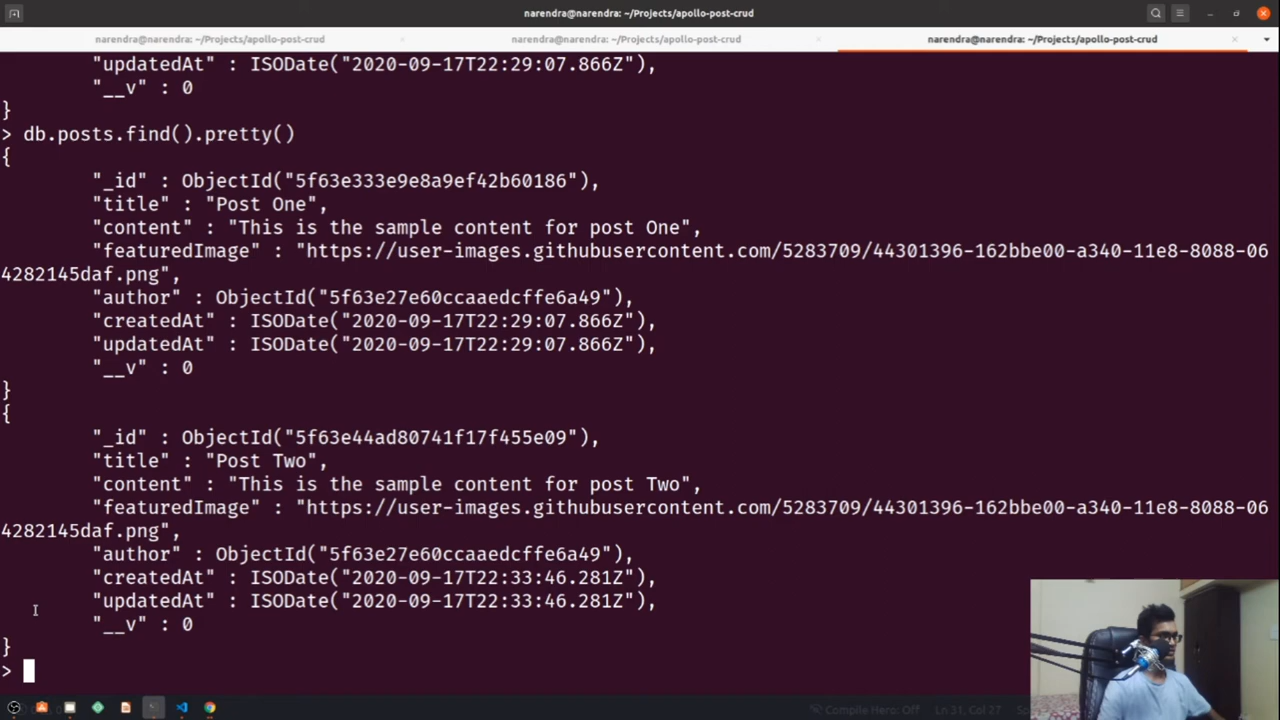 narendra@narendra: ~/Projects/apollo-post-crud
narendra@narendra: ~/Projects/apollo-post-crud
narendra@narendra: ~/Projects/apollo-post-crud
narendra@narendra: ~/Projects/apollo-post-crud
"updatedAt" : ISODate("2020-09-17T22:29:07.866Z"),
"__v" : 0
}
> db.posts.find().pretty()
{
"_id" : ObjectId("5f63e333e9e8a9ef42b60186"),
"title" : "Post One",
"content" : "This is the sample content for post One",
"featuredImage" : "https://user-images.githubusercontent.com/5283709/44301396-162bbe00-a340-11e8-8088-06
4282145daf.png",
"author" : ObjectId("5f63e27e60ccaaedcffe6a49"),
"createdAt" : ISODate("2020-09-17T22:29:07.866Z"),
"updatedAt" : ISODate("2020-09-17T22:29:07.866Z"),
"__v" : 0
}
{
"_id" : ObjectId("5f63e44ad80741f17f455e09"),
"title" : "Post Two",
"content" : "This is the sample content for post Two",
"featuredImage" : "https://user-images.githubusercontent.com/5283709/44301396-162bbe00-a340-11e8-8088-06
4282145daf.png",
"author" : ObjectId("5f63e27e60ccaaedcffe6a49"),
"createdAt" : ISODate("2020-09-17T22:33:46.281Z"),
"updatedAt" : ISODate("2020-09-17T22:33:46.281Z"),
"__v" : 0
}
>
Compile Hero: Off Ln 31, Col 27